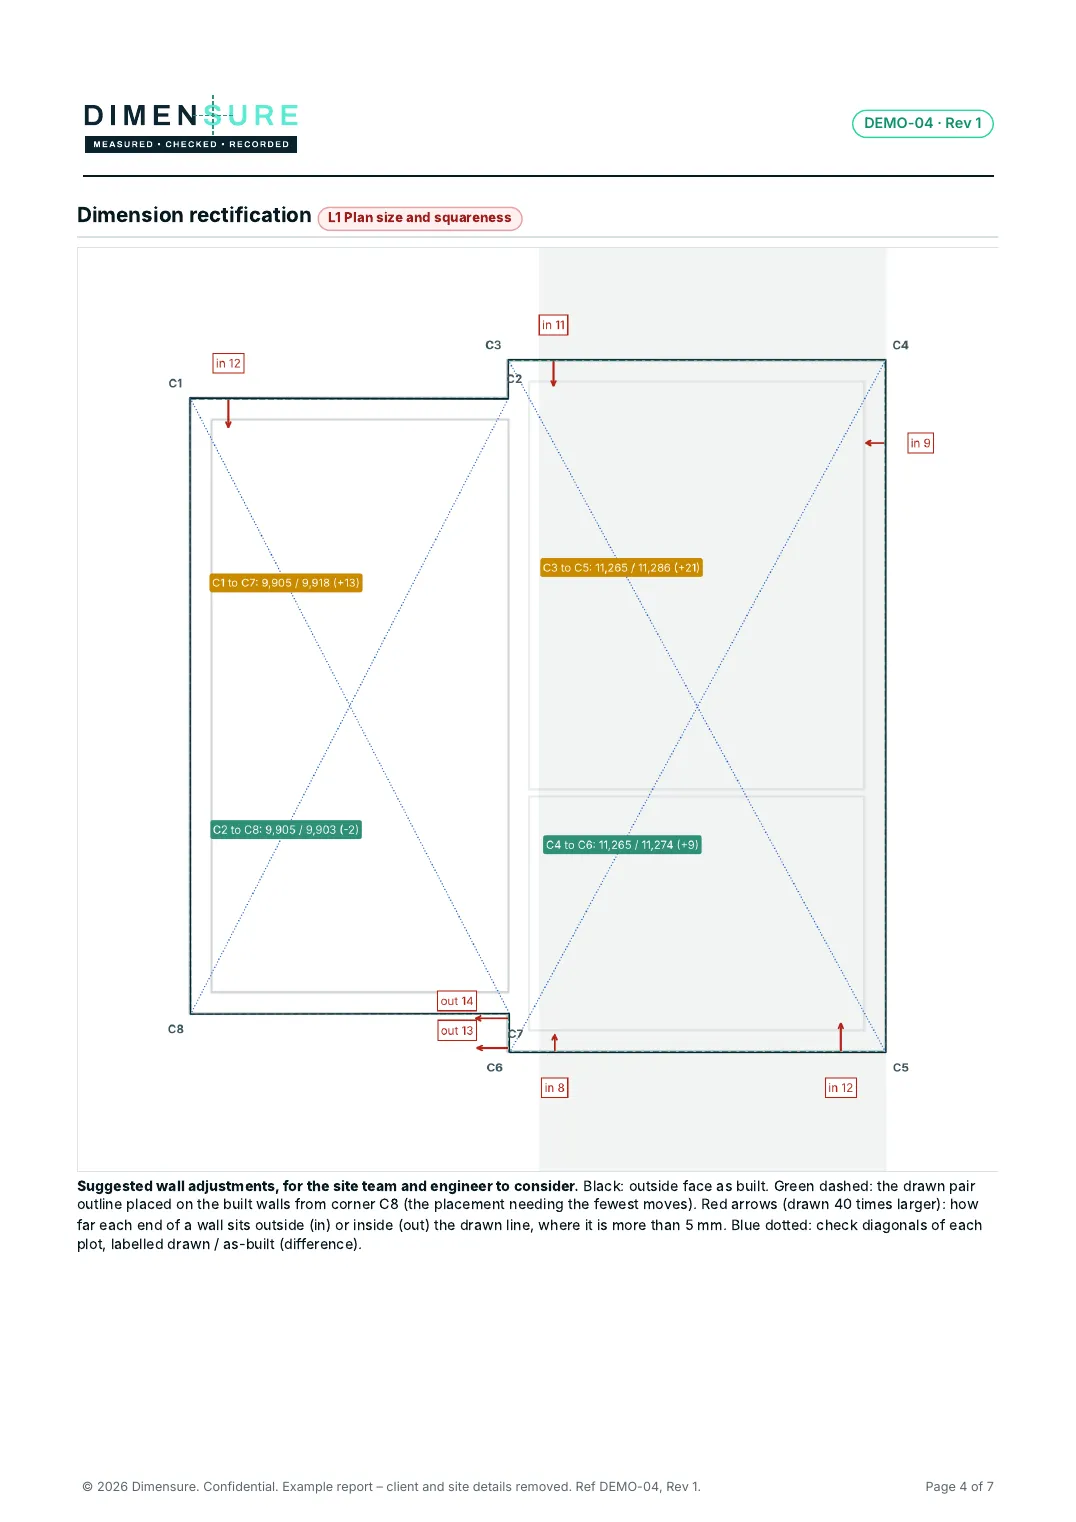 DIMENSURE
MEASURED • CHECKED • RECORDED
DEMO-04 · Rev 1
Dimension rectification
L1 Plan size and squareness
in 11
C3
C4
in 12
C2
C1
in 9
C3 to C5: 11,265 / 11,286 (+21)
C1 to C7: 9,905 / 9,918 (+13)
C2 to C8: 9,905 / 9,903 (-2)
C4 to C6: 11,265 / 11,274 (+9)
out 14
C8
out 13
C7
C6
C5
in 8
in 12
Suggested wall adjustments, for the site team and engineer to consider. Black: outside face as built. Green dashed: the drawn pair
outline placed on the built walls from corner C8 (the placement needing the fewest moves). Red arrows (drawn 40 times larger): how
far each end of a wall sits outside (in) or inside (out) the drawn line, where it is more than 5 mm. Blue dotted: check diagonals of each
plot, labelled drawn / as-built (difference).
© 2026 Dimensure. Confidential. Example report – client and site details removed. Ref DEMO-04, Rev 1.
Page 4 of 7